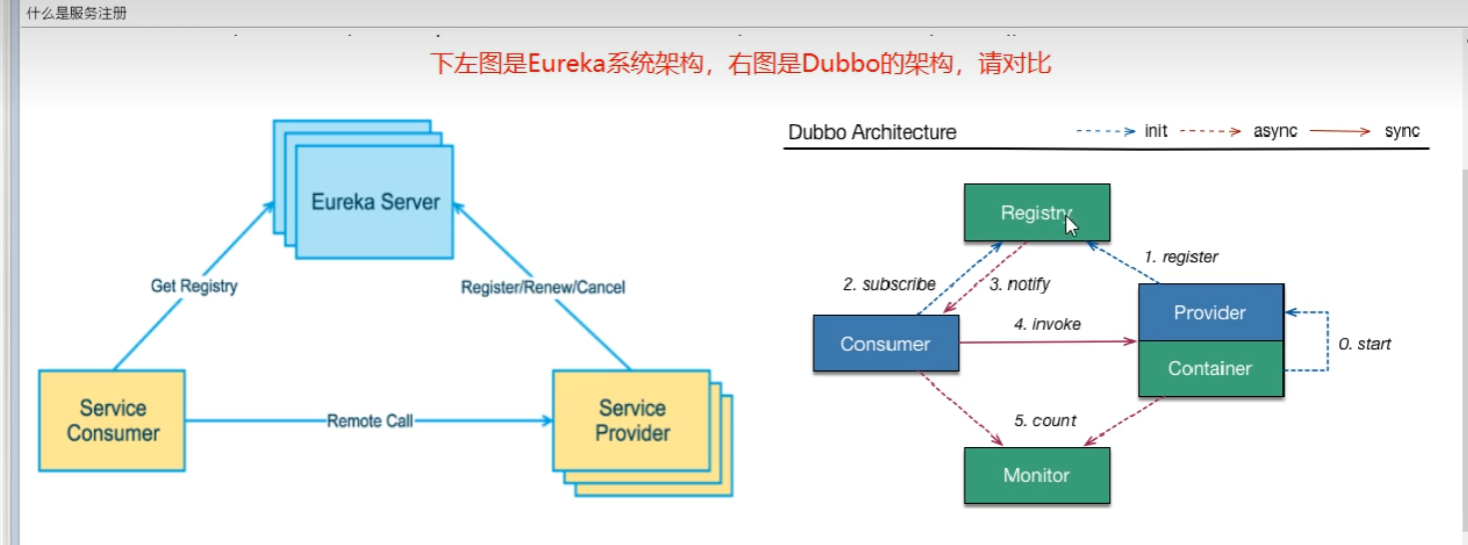 什么是服务注册
下左图是Eureka系统架构，右图是Dubbo的架构，请对比
Eureka Server
Get Registry
Register/Renew/Cancel
Service
Consumer
Remote Call
Service
Provider
Dubbo Architecture
init
async
sync
Registry
1. register
2. subscribe
3. notify
Provider
4. invoke
Consumer
0. start
Container
5. count
Monitor